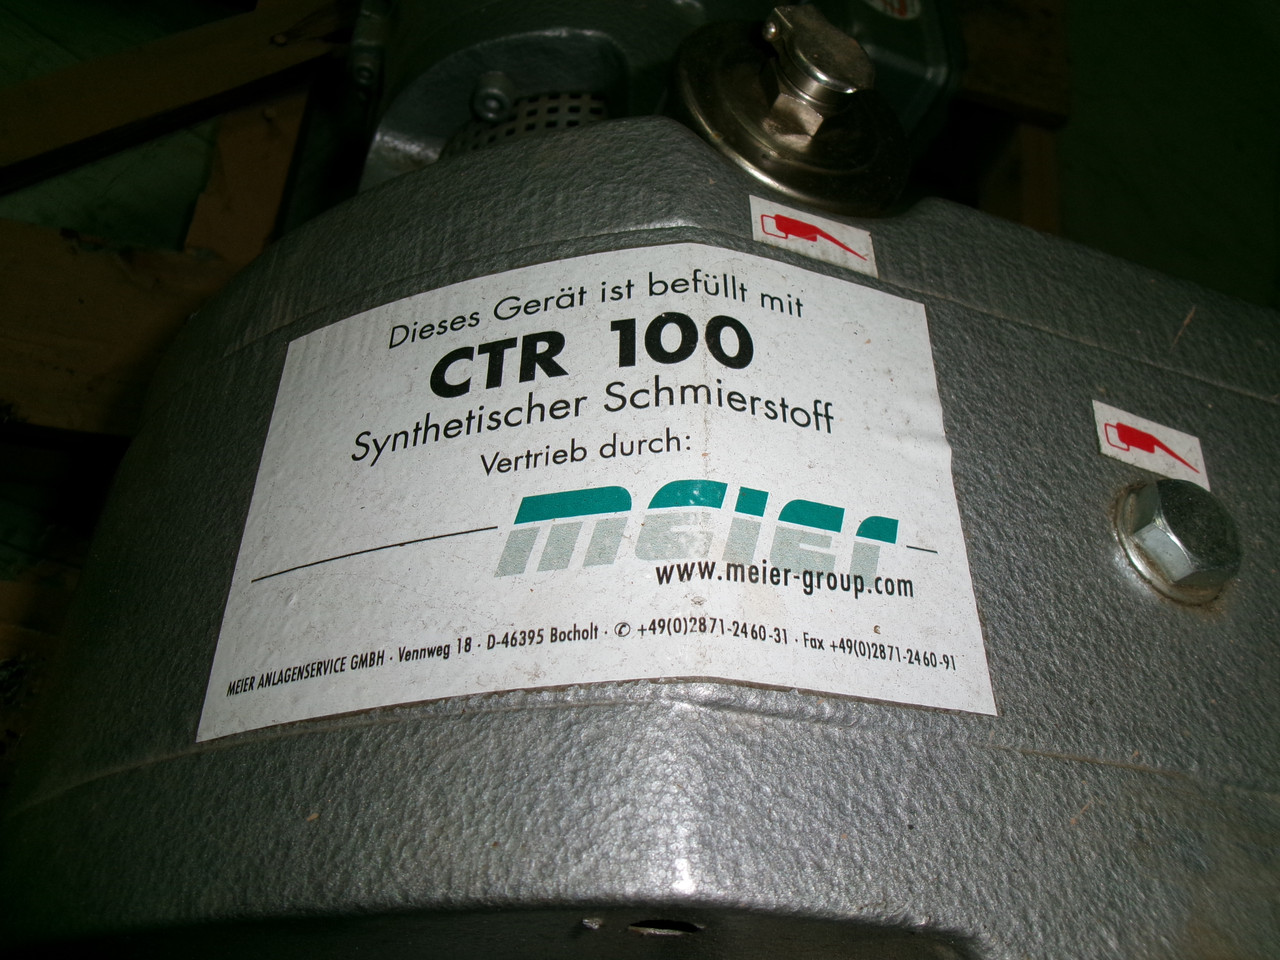 Dieses Gerät ist befüllt mit
CTR 100
Synthetischer Schmierstoff
Vertrieb durch:
meier
www.meier-group.com
MEIER ANLAGENSERVICE GMBH · Vennweg 18 · D-46395 Bocholt · ✆ +49(0)2871-2460-31 · Fax +49(0)2871-2460-91